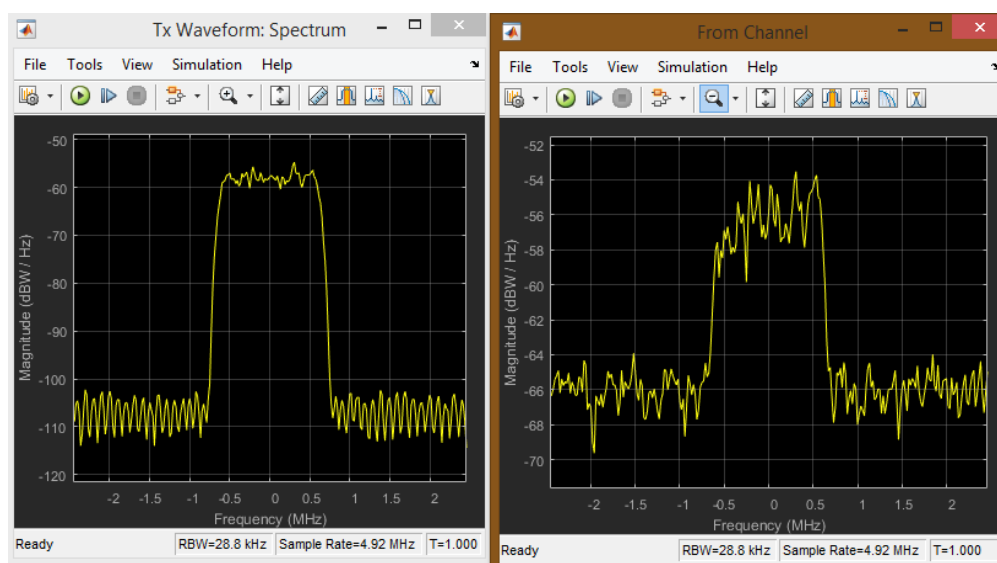 Tx Waveform: Spectrum
File Tools View Simulation Help
Magnitude (dBW / Hz)
-50
-60
-70
-80
-90
-100
-110
-120
-2 -1.5 -1 -0.5 0 0.5 1 1.5 2
Frequency (MHz)
Ready RBW=28.8 kHz Sample Rate=4.92 MHz T=1.000
From Channel
File Tools View Simulation Help
Magnitude (dBW / Hz)
-52
-54
-56
-58
-60
-62
-64
-66
-68
-70
-2 -1.5 -1 -0.5 0 0.5 1 1.5 2
Frequency (MHz)
Ready RBW=28.8 kHz Sample Rate=4.92 MHz T=1.000